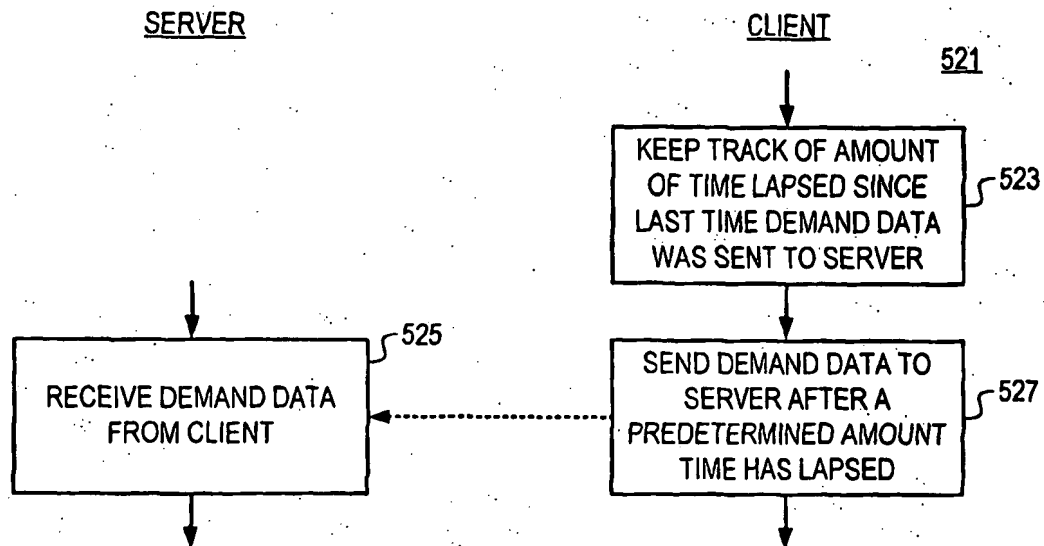 SERVER
CLIENT
521
KEEP TRACK OF AMOUNT
OF TIME LAPSED SINCE
LAST TIME DEMAND DATA
WAS SENT TO SERVER
523
RECEIVE DEMAND DATA
FROM CLIENT
525
SEND DEMAND DATA TO
SERVER AFTER A
PREDETERMINED AMOUNT
TIME HAS LAPSED
527